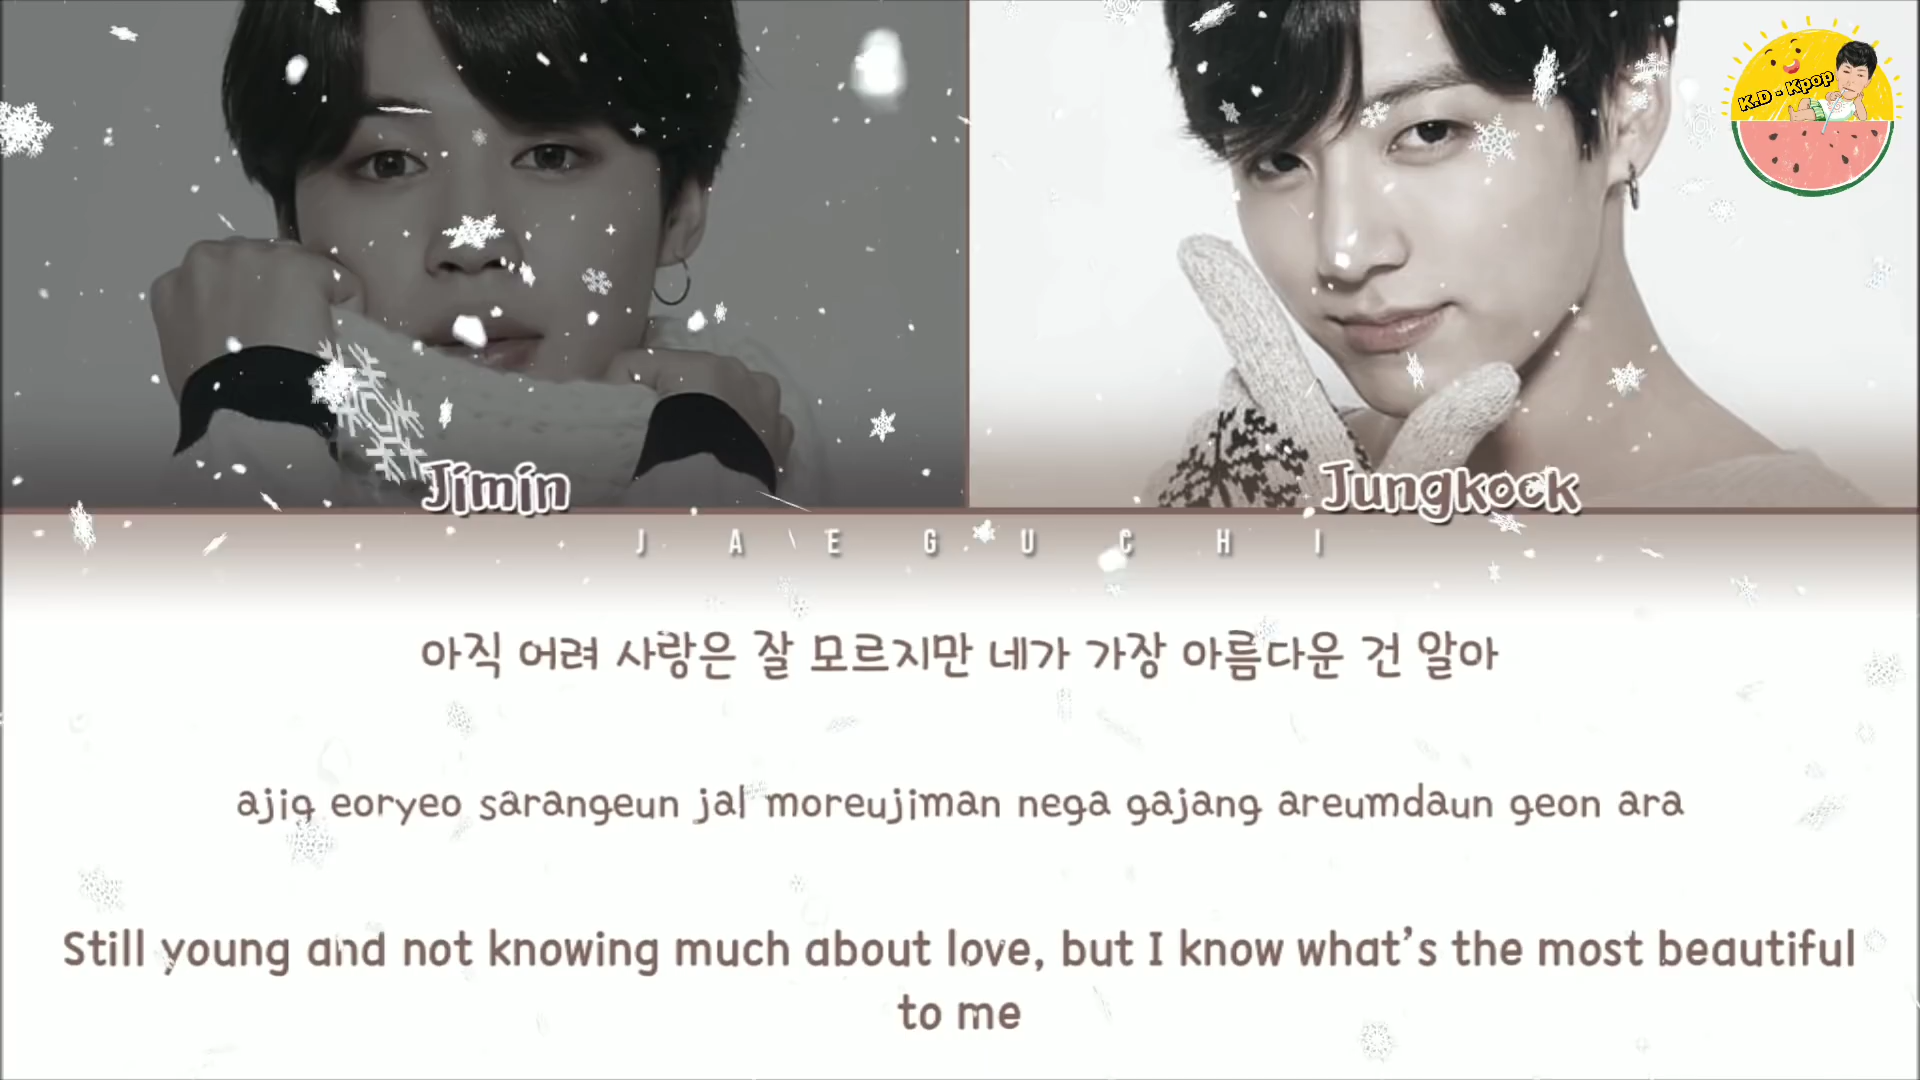 K.D - Kpop
Jimin
Jungkock
JAEGUCHI
아직 어려 사랑은 잘 모르지만 네가 가장 아름다운 건 알아
ajig eoryeo sarangeun jal moreujiman nega gajang areumdaun geon ara
Still young and not knowing much about love, but I know what's the most beautiful
to me